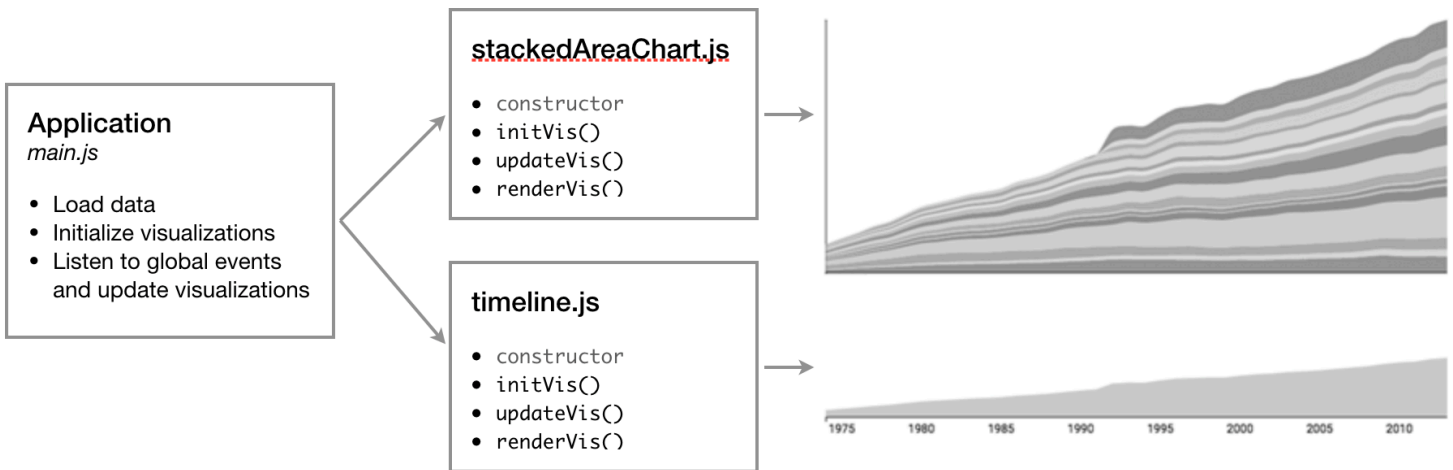 Application
main.js
• Load data
• Initialize visualizations
• Listen to global events
and update visualizations
stackedAreaChart.js
• constructor
• initVis()
• updateVis()
• renderVis()
timeline.js
• constructor
• initVis()
• updateVis()
• renderVis()
1975 1980 1985 1990 1995 2000 2005 2010